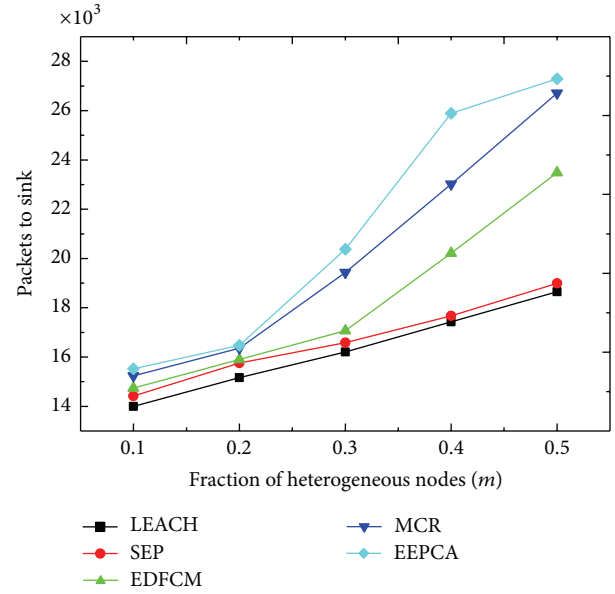 ×10³
28
26
24
22
20
18
16
14
Packets to sink
0.1 0.2 0.3 0.4 0.5
Fraction of heterogeneous nodes (m)
LEACH
SEP
EDFCM
MCR
EEPCA